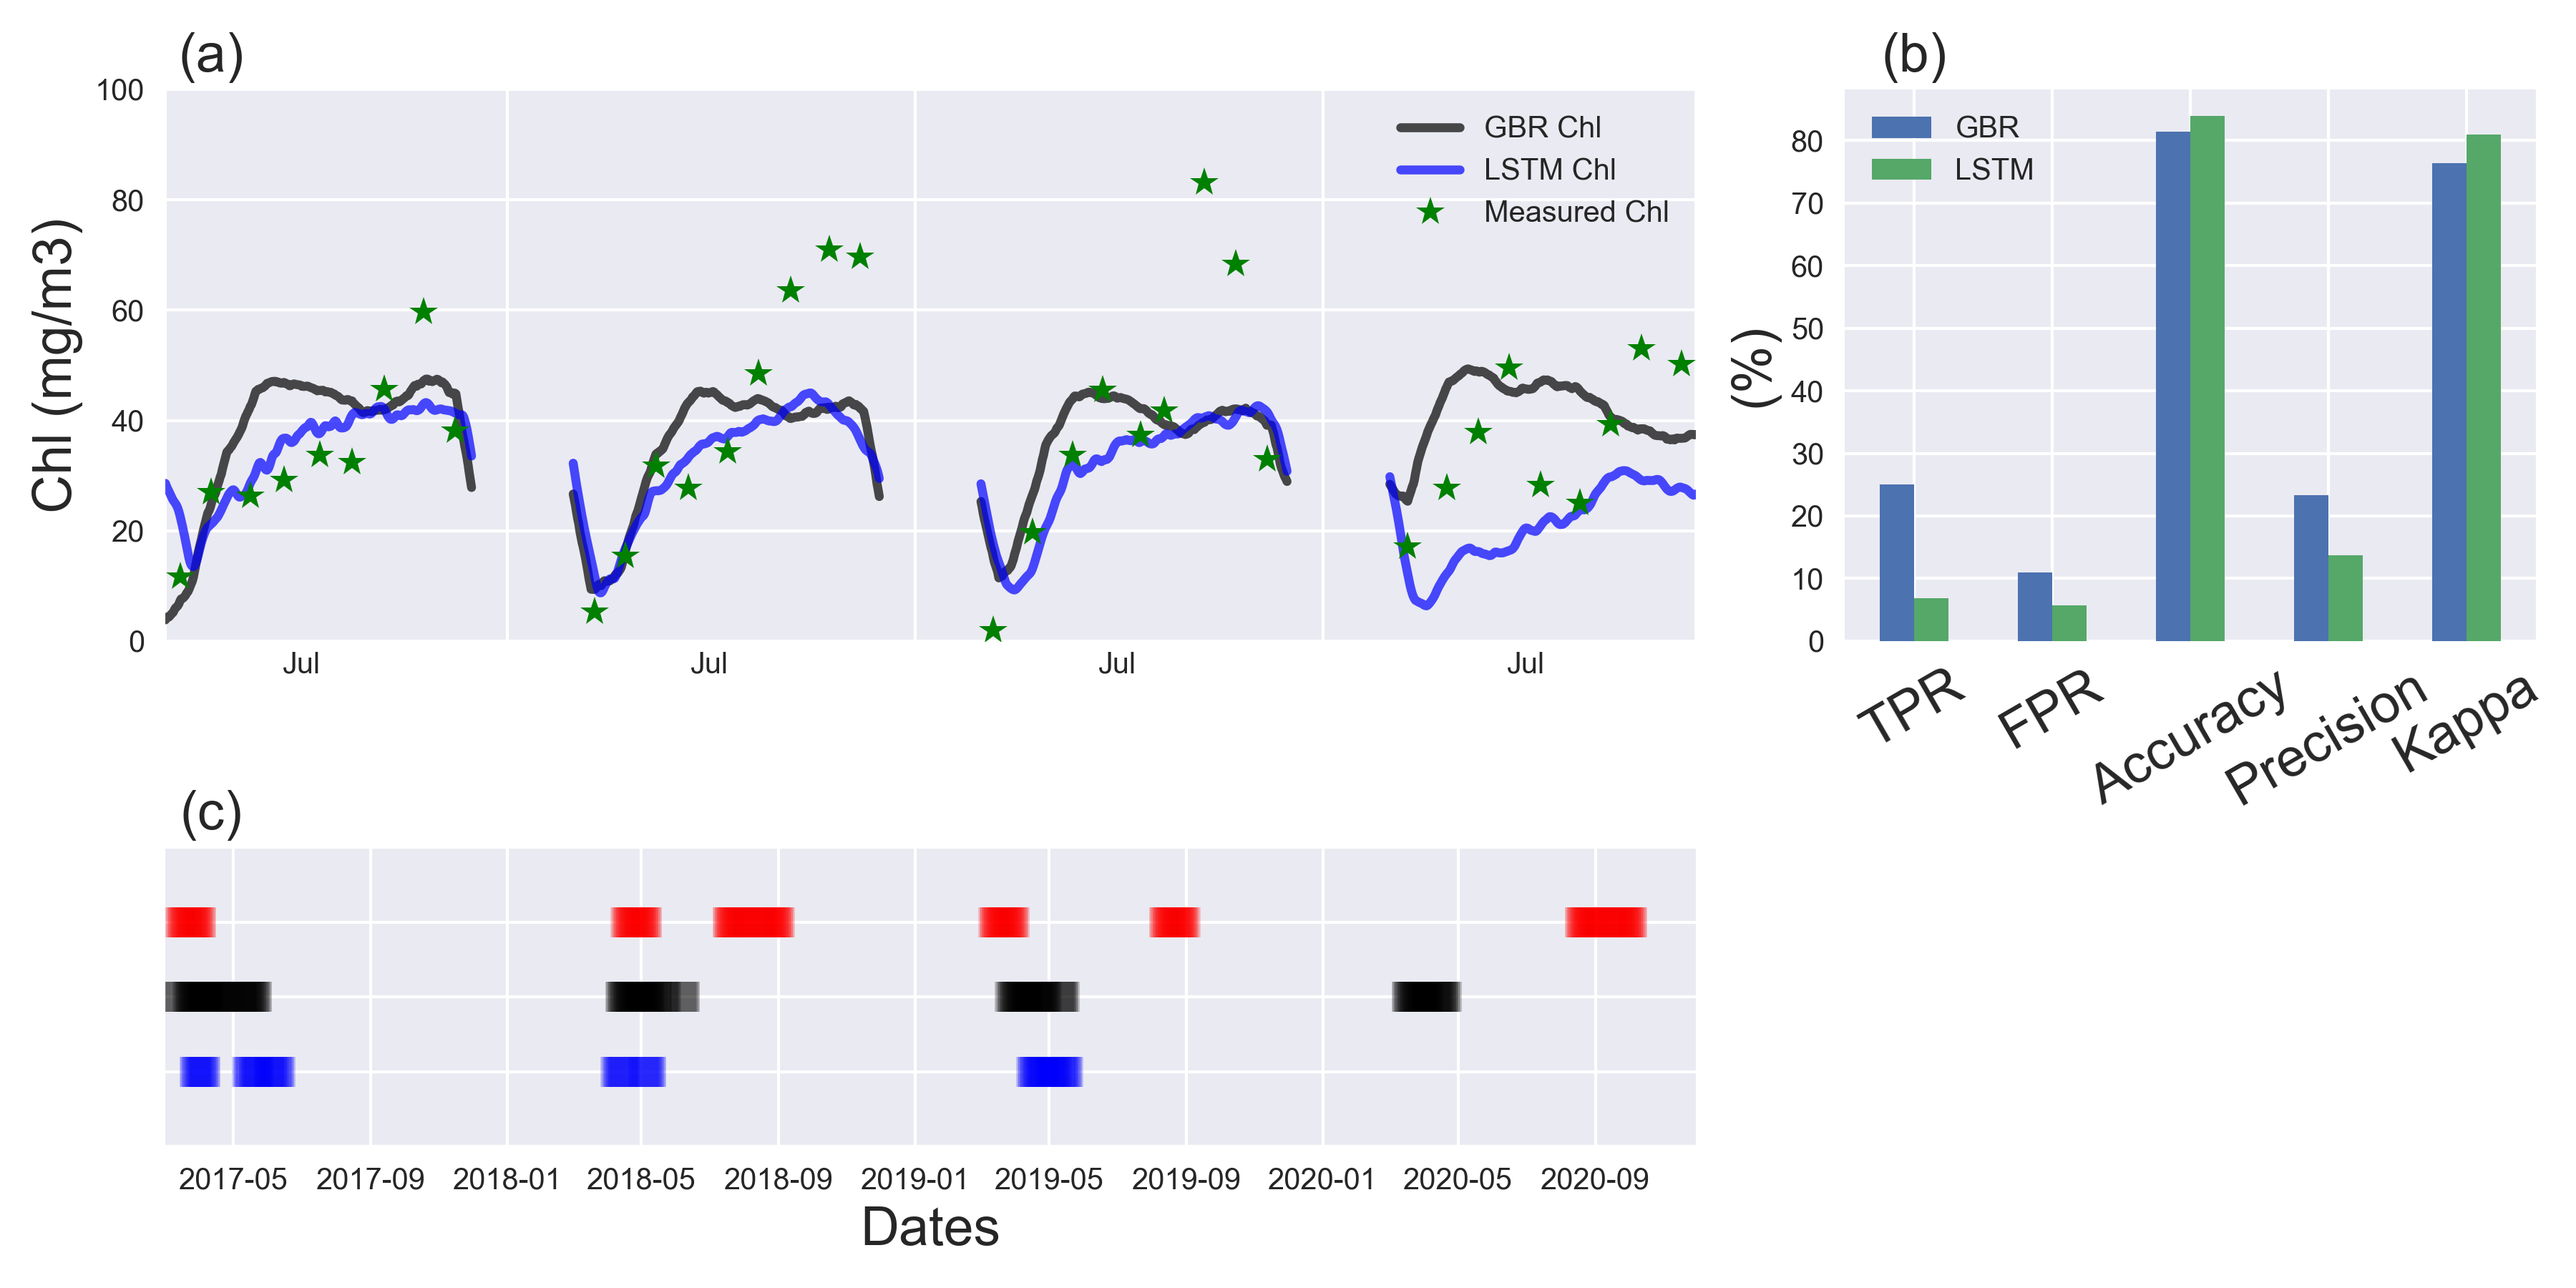 (a)
100
80
60
40
20
0
Chl (mg/m3)
GBR Chl
LSTM Chl
Measured Chl
Jul Jul Jul Jul
(b)
80
70
60
50
40
30
20
10
0
(%)
GBR
LSTM
TPR FPR Accuracy Precision Kappa
(c)
2017-05 2017-09 2018-01 2018-05 2018-09 2019-01 2019-05 2019-09 2020-01 2020-05 2020-09
Dates